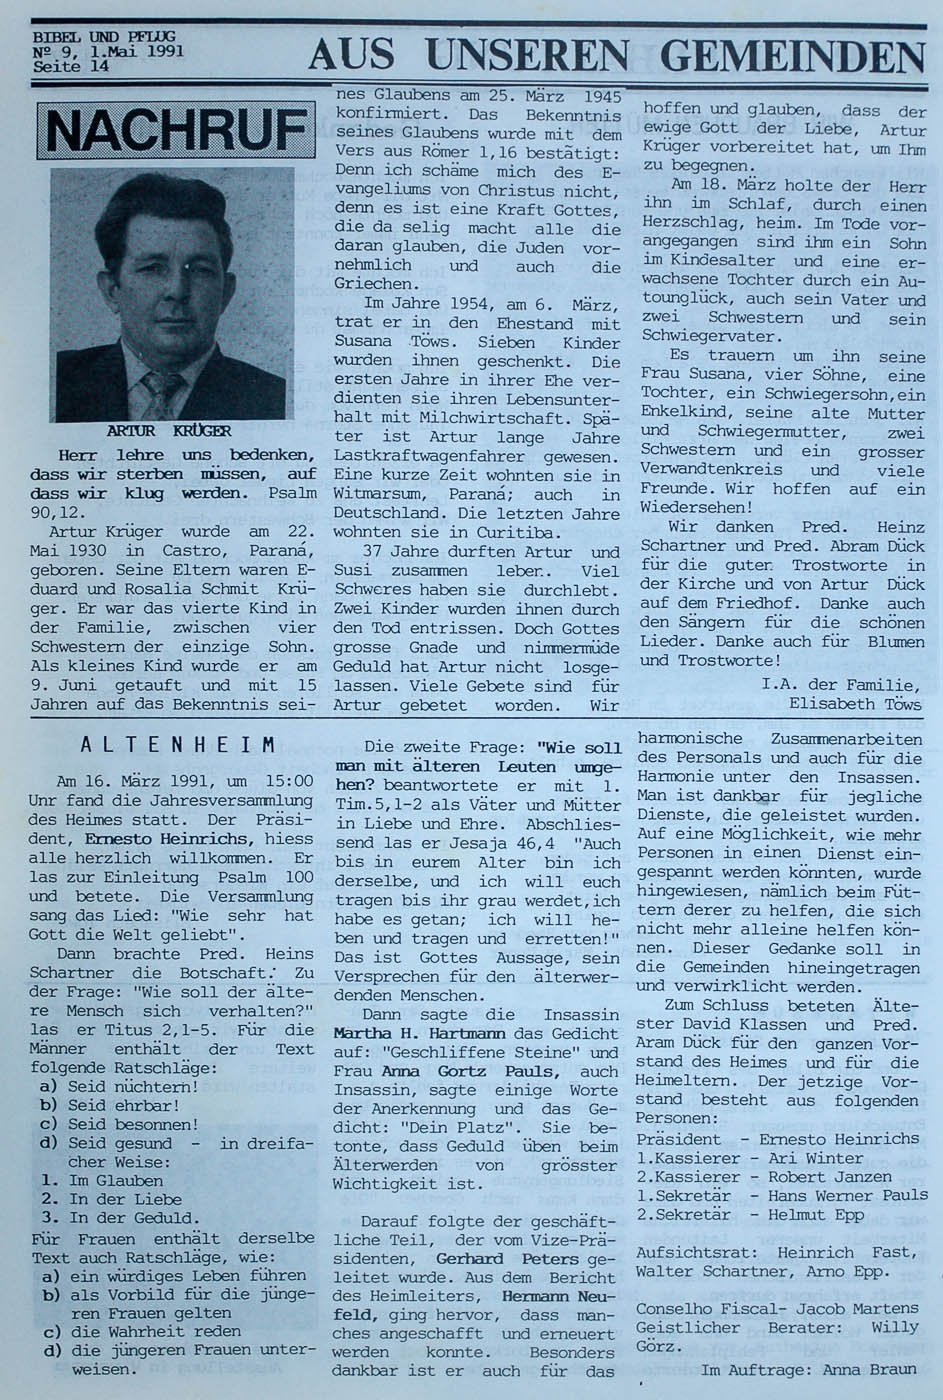 BIBEL UND PFLUG
Nº 9, 1.Mai 1991
Seite 14
AUS UNSEREN GEMEINDEN
NACHRUF
ARTUR KRÜGER
Herr lehre uns bedenken,
dass wir sterben müssen, auf
dass wir klug werden. Psalm
90,12.
Artur Krüger wurde am 22.
Mai 1930 in Castro, Paraná,
geboren. Seine Eltern waren E-
duard und Rosalia Schmit Krü-
ger. Er war das vierte Kind in
der Familie, zwischen vier
Schwestern der einzige Sohn.
Als kleines Kind wurde er am
9. Juni getauft und mit 15
Jahren auf das Bekenntnis sei-
nes Glaubens am 25. März 1945
konfirmiert. Das Bekenntnis
seines Glaubens wurde mit dem
Vers aus Römer 1,16 bestätigt:
Denn ich schäme mich des E-
vangeliums von Christus nicht,
denn es ist eine Kraft Gottes,
die da selig macht alle die
daran glauben, die Juden vor-
nehmlich und auch die
Griechen.
Im Jahre 1954, am 6. März,
trat er in den Ehestand mit
Susana Töws. Sieben Kinder
wurden ihnen geschenkt. Die
ersten Jahre in ihrer Ehe ver-
dienten sie ihren Lebensunter-
halt mit Milchwirtschaft. Spä-
ter ist Artur lange Jahre
Lastkraftwagenfahrer gewesen.
Eine kurze Zeit wohnten sie in
Witmarsum, Paraná; auch in
Deutschland. Die letzten Jahre
wohnten sie in Curitiba.
37 Jahre durften Artur und
Susi zusammen leben. Viel
Schweres haben sie durchlebt.
Zwei Kinder wurden ihnen durch
den Tod entrissen. Doch Gottes
grosse Gnade und nimmermüde
Geduld hat Artur nicht losge-
lassen. Viele Gebete sind für
Artur gebetet worden. Wir
hoffen und glauben, dass der
ewige Gott der Liebe, Artur
Krüger vorbereitet hat, um Ihm
zu begegnen.
Am 18. März holte der Herr
ihn im Schlaf, durch einen
Herzschlag, heim. Im Tode vor-
angegangen sind ihm ein Sohn
im Kindesalter und eine er-
wachsene Tochter durch ein Au-
tounglück, auch sein Vater und
zwei Schwestern und sein
Schwiegervater.
Es trauern um ihn seine
Frau Susana, vier Söhne, eine
Tochter, ein Schwiegersohn,ein
Enkelkind, seine alte Mutter
und Schwiegermutter, zwei
Schwestern und ein grosser
Verwandtenkreis und viele
Freunde. Wir hoffen auf ein
Wiedersehen!
Wir danken Pred. Heinz
Schartner und Pred. Abram Dück
für die guten Trostworte in
der Kirche und von Artur Dück
auf dem Friedhof. Danke auch
den Sängern für die schönen
Lieder. Danke auch für Blumen
und Trostworte!
I.A. der Familie,
Elisabeth Töws
ALTENHEIM
Am 16. März 1991, um 15:00
Unr fand die Jahresversammlung
des Heimes statt. Der Präsi-
dent, Ernesto Heinrichs, hiess
alle herzlich willkommen. Er
las zur Einleitung Psalm 100
und betete. Die Versammlung
sang das Lied: "Wie sehr hat
Gott die Welt geliebt".
Dann brachte Pred. Heins
Schartner die Botschaft. Zu
der Frage: "Wie soll der älte-
re Mensch sich verhalten?"
las er Titus 2,1-5. Für die
Männer enthält der Text
folgende Ratschläge:
a) Seid nüchtern!
b) Seid ehrbar!
c) Seid besonnen!
d) Seid gesund - in dreifa-
cher Weise:
1. Im Glauben
2. In der Liebe
3. In der Geduld.
Für Frauen enthält derselbe
Text auch Ratschläge, wie:
a) ein würdiges Leben führen
b) als Vorbild für die jünge-
ren Frauen gelten
c) die Wahrheit reden
d) die jüngeren Frauen unter-
weisen.
Die zweite Frage: "Wie soll
man mit älteren Leuten umge-
hen? beantwortete er mit 1.
Tim.5,1-2 als Väter und Mütter
in Liebe und Ehre. Abschlies-
send las er Jesaja 46,4 "Auch
bis in eurem Alter bin ich
derselbe, und ich will euch
tragen bis ihr grau werdet,ich
habe es getan; ich will he-
ben und tragen und erretten!"
Das ist Gottes Aussage, sein
Versprechen für den älterwer-
denden Menschen.
Dann sagte die Insassin
Martha H. Hartmann das Gedicht
auf: "Geschliffene Steine" und
Frau Anna Gortz Pauls, auch
Insassin, sagte einige Worte
der Anerkennung und das Ge-
dicht: "Dein Platz". Sie be-
tonte, dass Geduld üben beim
Älterwerden von grösster
Wichtigkeit ist.
Darauf folgte der geschäft-
liche Teil, der vom Vize-Prä-
sidenten, Gerhard Peters ge-
leitet wurde. Aus dem Bericht
des Heimleiters, Hermann Neu-
feld, ging hervor, dass man-
ches angeschafft und erneuert
werden konnte. Besonders
dankbar ist er auch für das
harmonische Zusammenarbeiten
des Personals und auch für die
Harmonie unter den Insassen.
Man ist dankbar für jegliche
Dienste, die geleistet wurden.
Auf eine Möglichkeit, wie mehr
Personen in einen Dienst ein-
gespannt werden könnten, wurde
hingewiesen, nämlich beim Füt-
tern derer zu helfen, die sich
nicht mehr alleine helfen kön-
nen. Dieser Gedanke soll in
die Gemeinden hineingetragen
und verwirklicht werden.
Zum Schluss beteten Älte-
ster David Klassen und Pred.
Aram Dück für den ganzen Vor-
stand des Heimes und für die
Heimeltern. Der jetzige Vor-
stand besteht aus folgenden
Personen:
Präsident - Ernesto Heinrichs
1.Kassierer - Ari Winter
2.Kassierer - Robert Janzen
1.Sekretär - Hans Werner Pauls
2.Sekretär - Helmut Epp
Aufsichtsrat: Heinrich Fast,
Walter Schartner, Arno Epp.
Conselho Fiscal- Jacob Martens
Geistlicher Berater: Willy
Görz.
Im Auftrage: Anna Braun